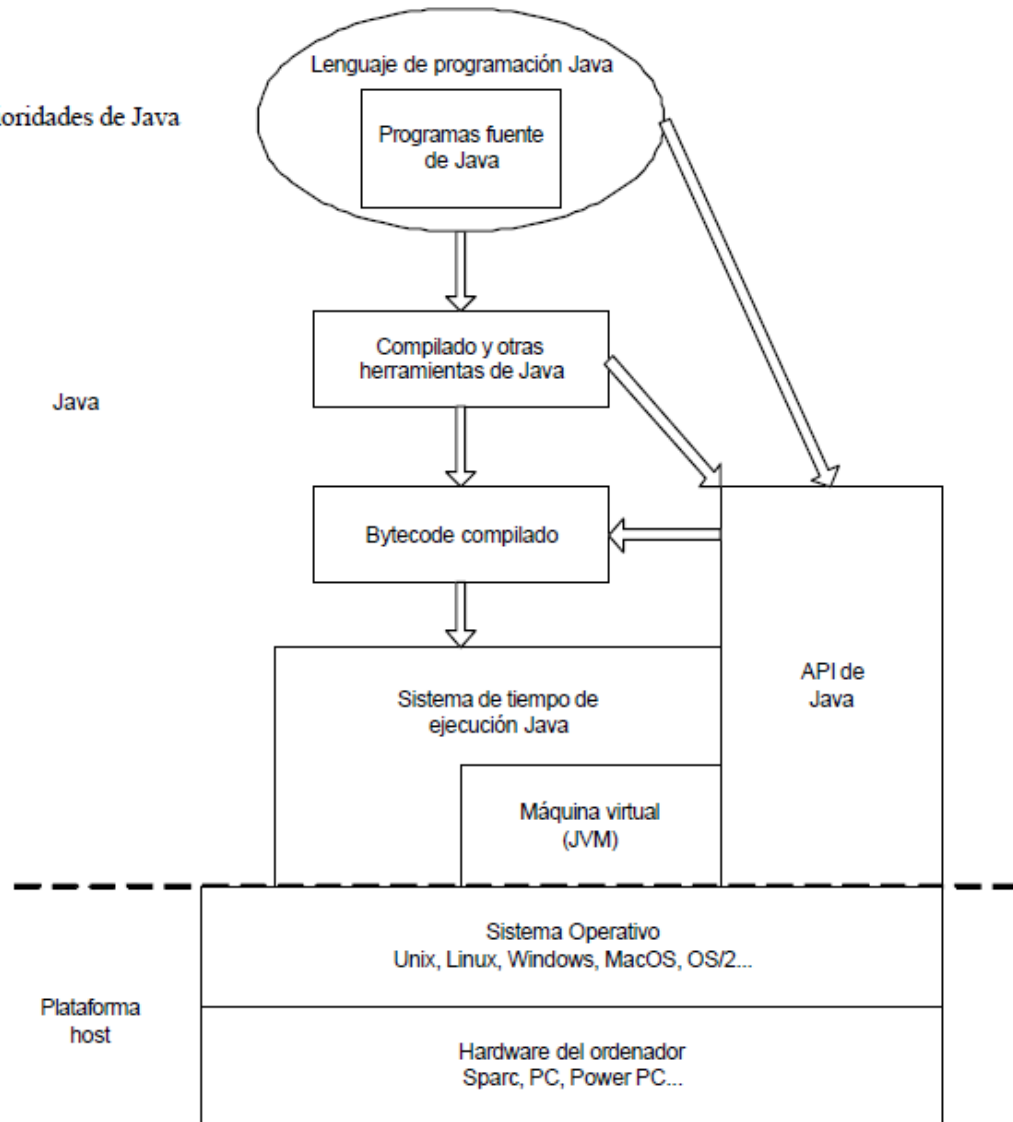 Lenguaje de programación Java
oridades de Java
Programas fuente
de Java
Compilado y otras
herramientas de Java
Java
Bytecode compilado
API de
Java
Sistema de tiempo de
ejecución Java
Máquina virtual
(JVM)
Sistema Operativo
Unix, Linux, Windows, MacOS, OS/2...
Plataforma
host
Hardware del ordenador
Sparc, PC, Power PC...